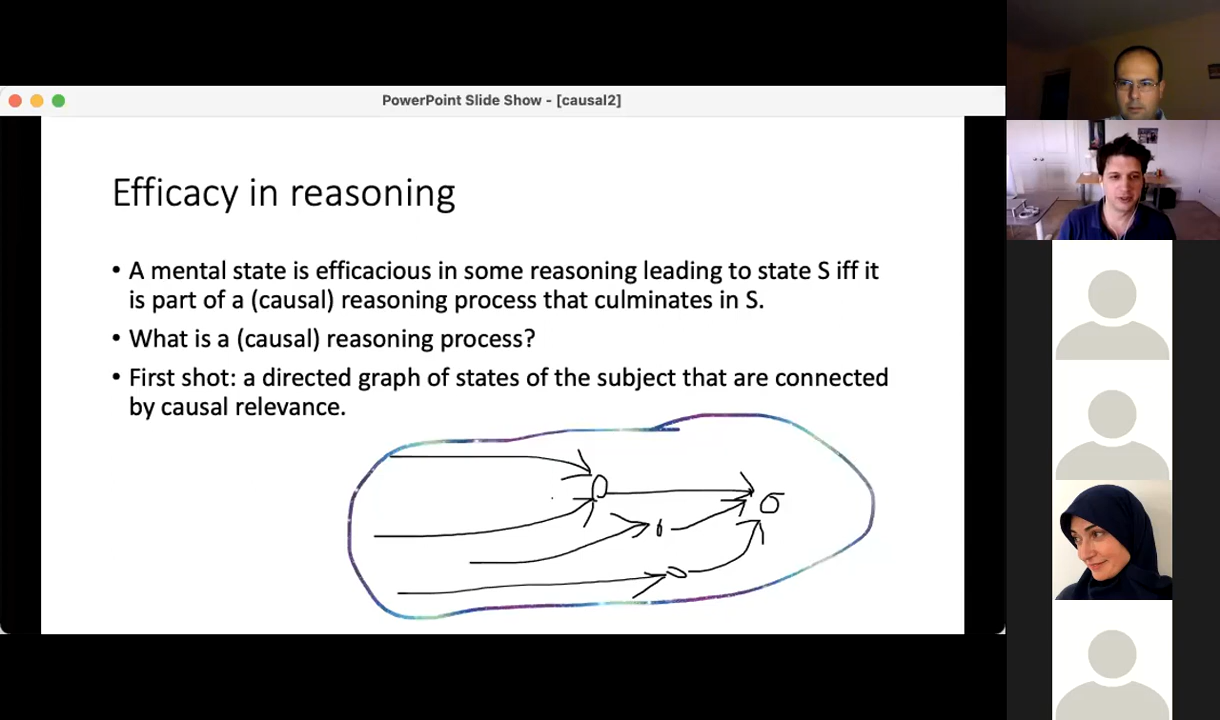 PowerPoint Slide Show - [causal2]
Efficacy in reasoning
• A mental state is efficacious in some reasoning leading to state S iff it
is part of a (causal) reasoning process that culminates in S.
• What is a (causal) reasoning process?
• First shot: a directed graph of states of the subject that are connected
by causal relevance.